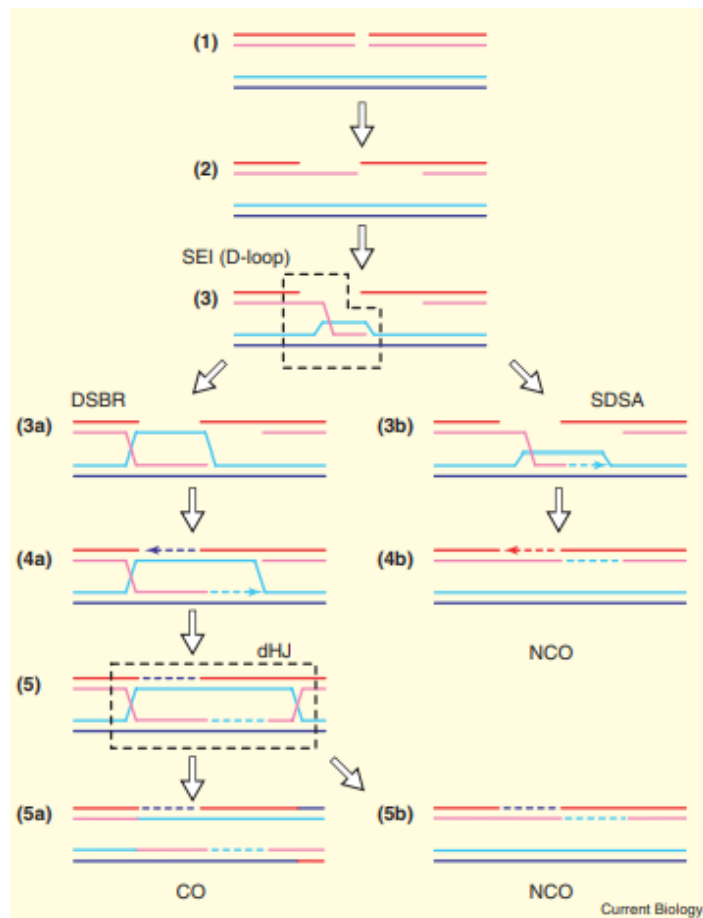 (1)
(2)
SEI (D-loop)
(3)
DSBR
SDSA
(3a)
(3b)
(4a)
(4b)
dHJ
NCO
(5)
(5a)
(5b)
CO
NCO
Current Biology